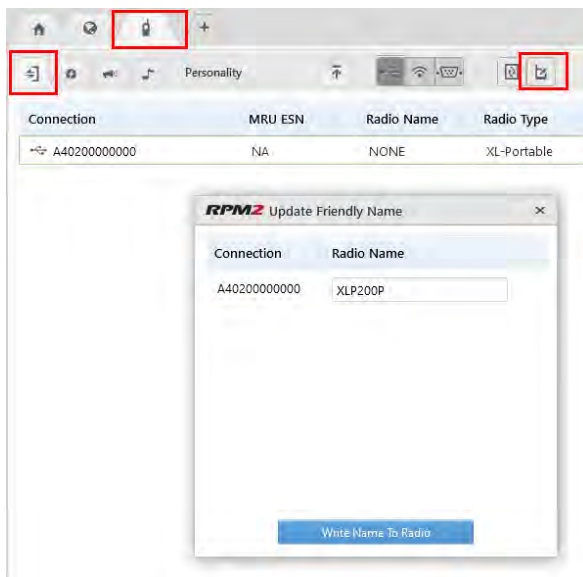 Personality
Connection MRU ESN Radio Name Radio Type
A40200000000 NA NONE XL-Portable
RPM2 Update Friendly Name
Connection Radio Name
A40200000000 XLP200P
Write Name To Radio